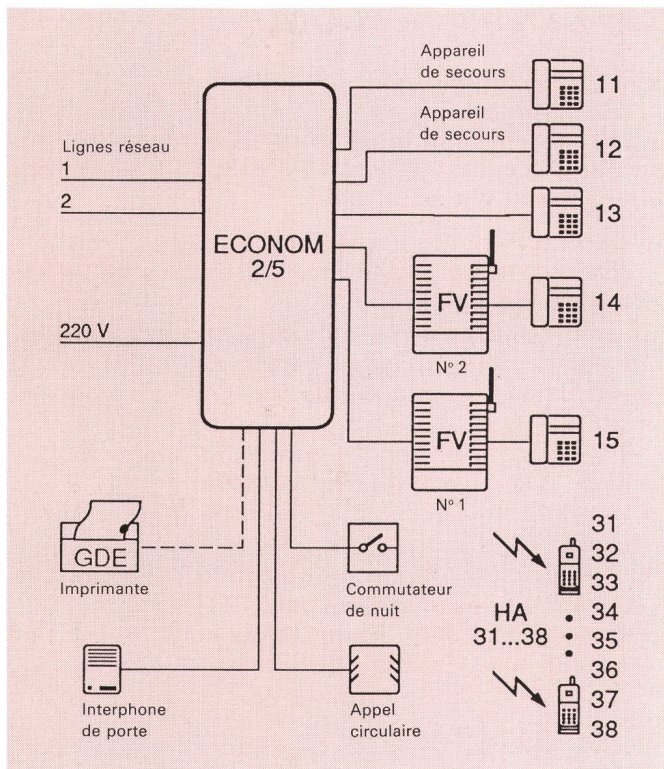 Appareil
de secours
11
Appareil
de secours
12
Lignes réseau
1
2
13
ECONOM
2/5
FV
14
Nº 2
220 V
FV
15
Nº 1
GDE
Imprimante
Commutateur
de nuit
HA
31...38
31
32
33
34
35
36
37
38
Interphone
de porte
Appel
circulaire